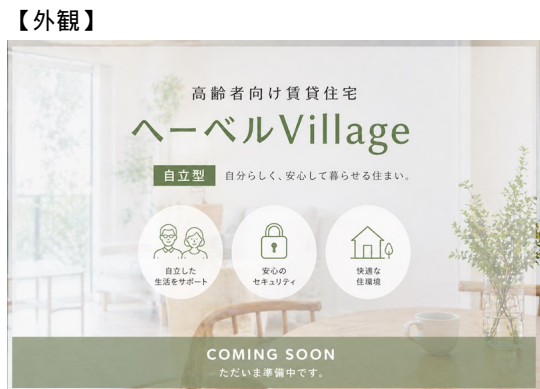 【外観】
高齢者向け賃貸住宅
ヘーベルVillage
自立型 自分らしく、安心して暮らせる住まい。
自立した
生活をサポート
安心の
セキュリティ
快適な
住環境
COMING SOON
ただいま準備中です。